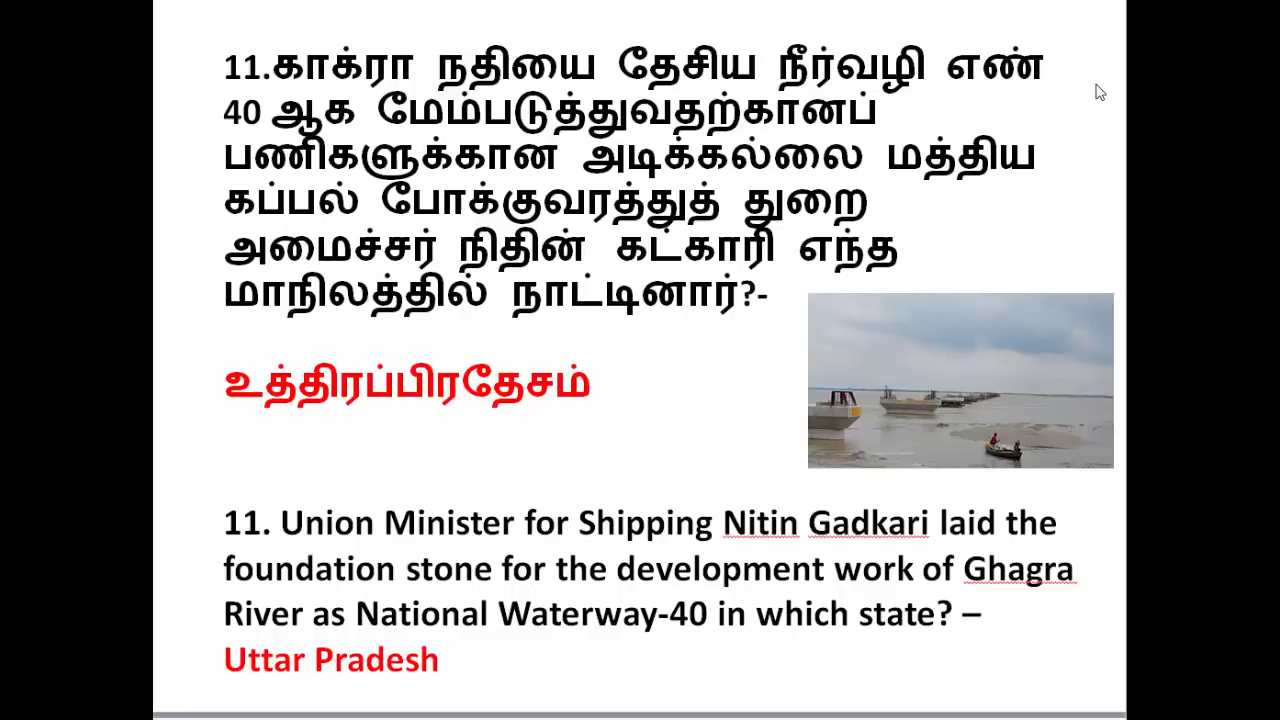 11.காக்ரா நதியை தேசிய நீர்வழி எண்
40 ஆக மேம்படுத்துவதற்கானப்
பணிகளுக்கான அடிக்கல்லை மத்திய
கப்பல் போக்குவரத்துத் துறை
அமைச்சர் நிதின் கட்காரி எந்த
மாநிலத்தில் நாட்டினார்?-
உத்திரப்பிரதேசம்
11. Union Minister for Shipping Nitin Gadkari laid the
foundation stone for the development work of Ghagra
River as National Waterway-40 in which state? –
Uttar Pradesh